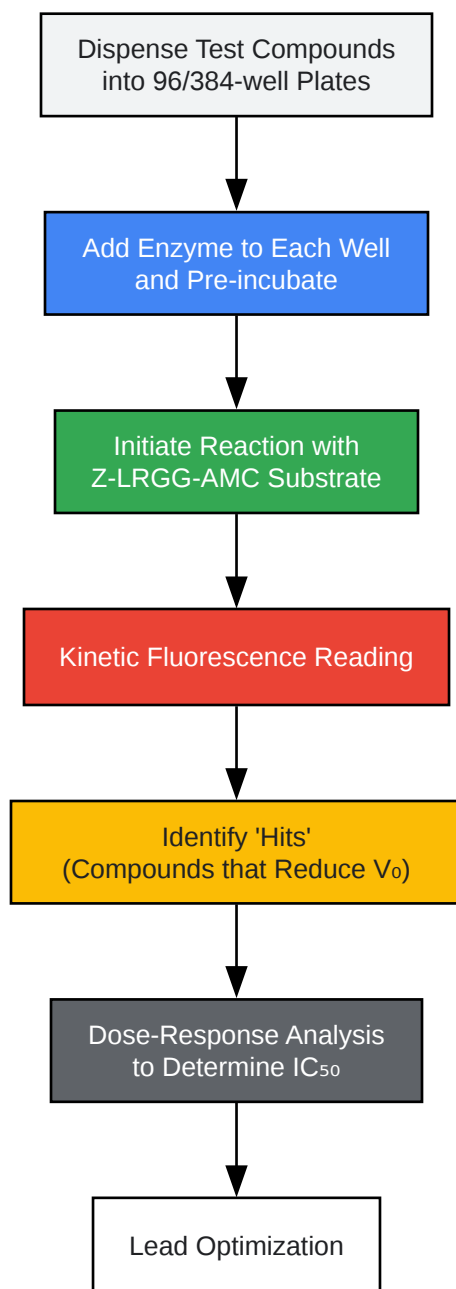 Dispense Test Compounds
into 96/384-well Plates
Add Enzyme to Each Well
and Pre-incubate
Initiate Reaction with
Z-LRGG-AMC Substrate
Kinetic Fluorescence Reading
Identify 'Hits'
(Compounds that Reduce V₀)
Dose-Response Analysis
to Determine IC₅₀
Lead Optimization